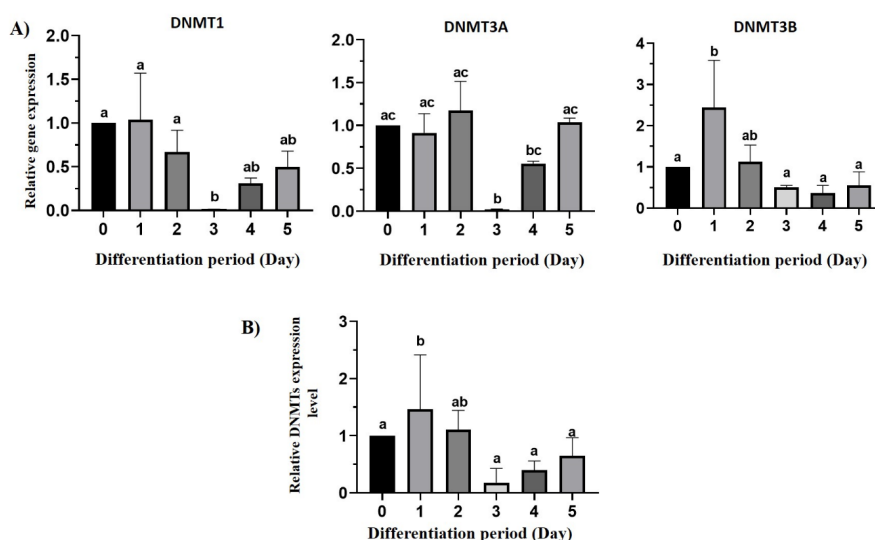 A)
DNMT1
Relative gene expression
2.0
1.5
1.0
0.5
0.0
a
a
a
b
ab
ab
0 1 2 3 4 5
Differentiation period (Day)
DNMT3A
2.0
1.5
1.0
0.5
0.0
ac
ac
ac
b
bc
ac
0 1 2 3 4 5
Differentiation period (Day)
DNMT3B
4
3
2
1
0
a
b
ab
a
a
a
0 1 2 3 4 5
Differentiation period (Day)
B)
Relative DNMTs expression
level
3
2
1
0
a
b
ab
a
a
a
0 1 2 3 4 5
Differentiation period (Day)